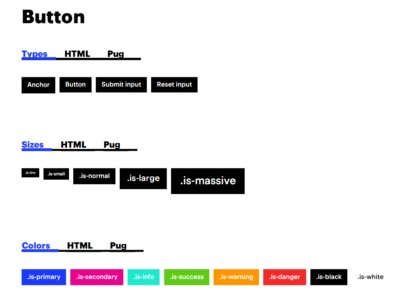 Button
Types HTML Pug
Anchor Button Submit input Reset input
Sizes HTML Pug
.is-tiny .is-small .is-normal .is-large .is-massive
Colors HTML Pug
.is-primary .is-secondary .is-info .is-success .is-warning .is-danger .is-black .is-white